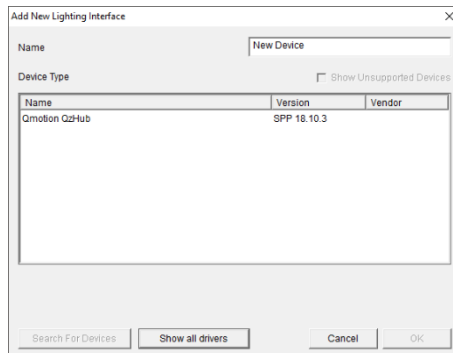 Add New Lighting Interface
Name
New Device
Device Type
Show Unsupported Devices
Name Version Vendor
Qmotion QzHub SPP 18.10.3
Search For Devices Show all drivers Cancel OK